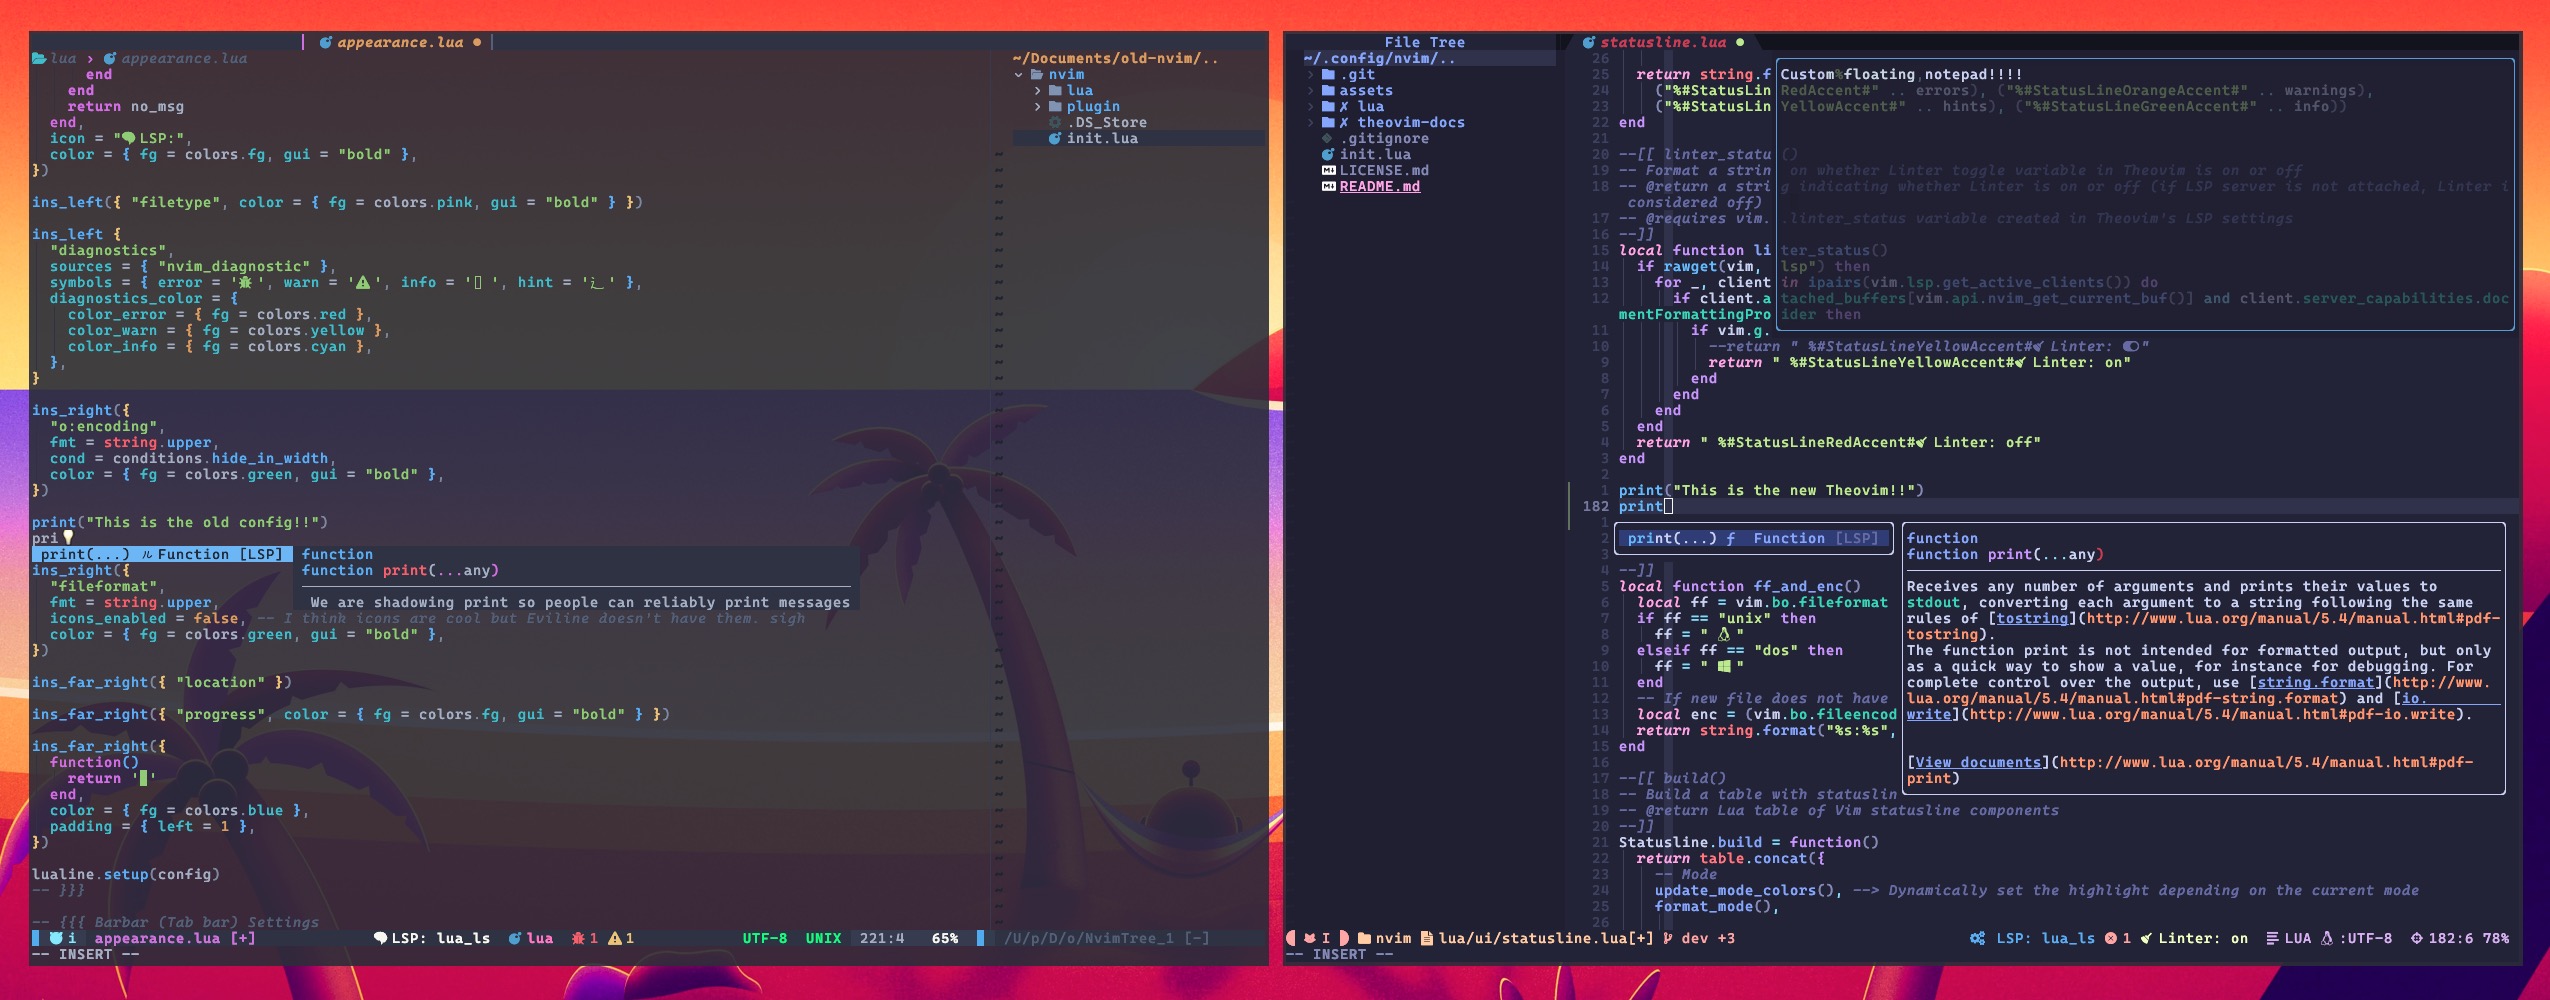 appearance.lua
lua > appearance.lua
end
end
return no_msg
end,
icon = " LSP:",
color = { fg = colors.fg, gui = "bold" },
})
ins_left({ "filetype", color = { fg = colors.pink, gui = "bold" } })
ins_left {
"diagnostics",
sources = { "nvim_diagnostic" },
symbols = { error = ' ', warn = ' ', info = ' ', hint = ' ' },
diagnostics_color = {
color_error = { fg = colors.red },
color_warn = { fg = colors.yellow },
color_info = { fg = colors.cyan },
},
}
ins_right({
"o:encoding",
fmt = string.upper,
cond = conditions.hide_in_width,
color = { fg = colors.green, gui = "bold" },
})
print("This is the old config!!")
pri
print(...) Function [LSP]
function
function print(...any)
We are shadowing print so people can reliably print messages
ins_right({
"fileformat",
fmt = string.upper,
icons_enabled = false, -- I think icons are cool but Eviline doesn't have them. sigh
color = { fg = colors.green, gui = "bold" },
})
ins_far_right({ "location" })
ins_far_right({ "progress", color = { fg = colors.fg, gui = "bold" } })
ins_far_right({
function()
return '▊'
end,
color = { fg = colors.blue },
padding = { left = 1 },
})
lualine.setup(config)
-- }}}
-- {{{ Barbar (Tab bar) Settings
i appearance.lua [+] LSP: lua_ls lua 1 1 UTF-8 UNIX 221:4 65%
-- INSERT --
~/Documents/old-nvim/..
nvim
lua
plugin
.DS_Store
init.lua
/U/p/D/o/NvimTree_1 [-]
File Tree
~/.config/nvim/..
.git
assets
✗ lua
✗ theovim-docs
.gitignore
init.lua
LICENSE.md
README.md
statusline.lua
26
25 return string.f
24 ("%#StatusLin
23 ("%#StatusLin
22 end
21
20 --[[ linter_statu
19 -- Format a strin
18 -- @return a stri
considered off)
17 -- @requires vim.
16 --]]
15 local function li
14 if rawget(vim,
13 for _, client
12 if client.a
mentFormattingPro
11 if vim.g.
Custom%floating notepad!!!!
RedAccent#" .. errors), ("%#StatusLineOrangeAccent#" .. warnings),
YellowAccent#" .. hints), ("%#StatusLineGreenAccent#" .. info))
()
on whether Linter toggle variable in Theovim is on or off
g indicating whether Linter is on or off (if LSP server is not attached, Linter i
.linter_status variable created in Theovim's LSP settings
ter_status()
lsp") then
in ipairs(vim.lsp.get_active_clients()) do
tached_buffers[vim.api.nvim_get_current_buf()] and client.server_capabilities.doc
ider then
10 --return " %#StatusLineYellowAccent# Linter: "
9 return " %#StatusLineYellowAccent# Linter: on"
8 end
7 end
6 end
5 end
4 return " %#StatusLineRedAccent# Linter: off"
3 end
2
1 print("This is the new Theovim!!")
182 print
1
2
3
print(...) ƒ Function [LSP]
function
function print(...any)
Receives any number of arguments and prints their values to
stdout, converting each argument to a string following the same
rules of [tostring](http://www.lua.org/manual/5.4/manual.html#pdf-
tostring).
The function print is not intended for formatted output, but only
as a quick way to show a value, for instance for debugging. For
complete control over the output, use [string.format](http://www.
lua.org/manual/5.4/manual.html#pdf-string.format) and [io.
write](http://www.lua.org/manual/5.4/manual.html#pdf-io.write).
[View documents](http://www.lua.org/manual/5.4/manual.html#pdf-
print)
4 --]]
5 local function ff_and_enc()
6 local ff = vim.bo.fileformat
7 if ff == "unix" then
8 ff = " "
9 elseif ff == "dos" then
10 ff = " "
11 end
12 -- If new file does not have
13 local enc = (vim.bo.fileencod
14 return string.format("%s:%s",
15 end
16
17 --[[ build()
18 -- Build a table with statuslin
19 -- @return Lua table of Vim statusline components
20 --]]
21 Statusline.build = function()
22 return table.concat({
23 -- Mode
24 update_mode_colors(), --> Dynamically set the highlight depending on the current mode
25 format_mode(),
26
I nvim lua/ui/statusline.lua[+] dev +3 LSP: lua_ls 1 Linter: on LUA :UTF-8 182:6 78%
-- INSERT --